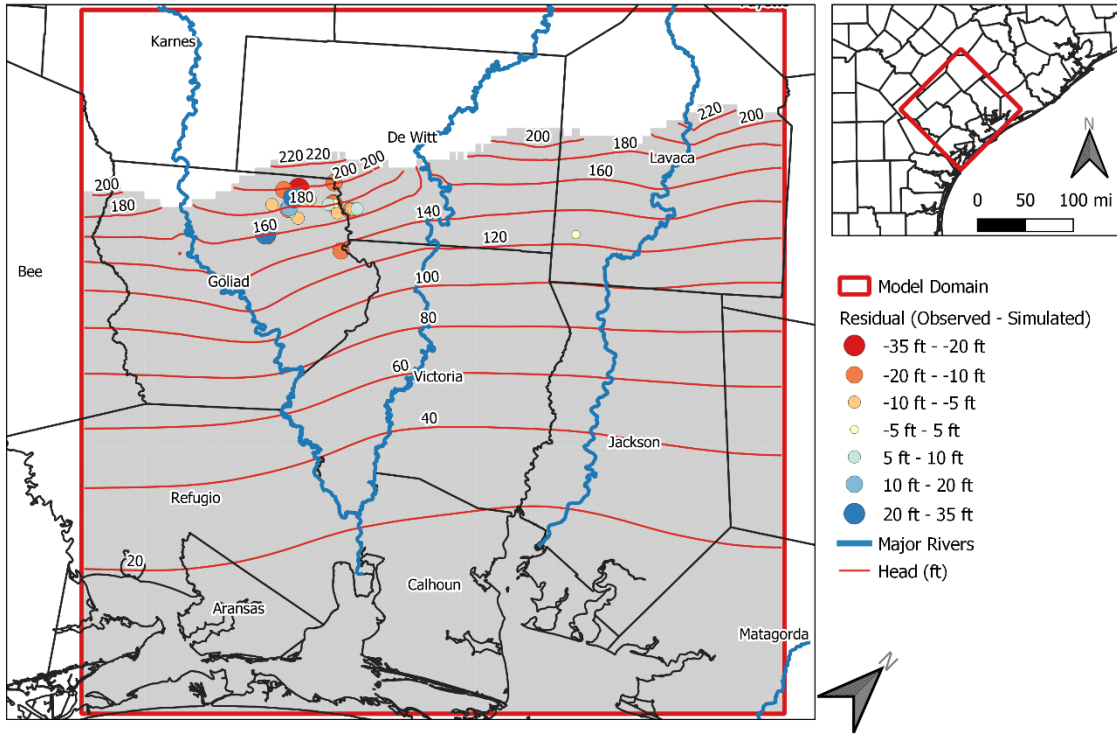 Karnes
De Witt
Lavaca
220
200
200
180
160
220
220
200
200
180
200
180
160
140
120
100
80
60
40
20
Bee
Goliad
Victoria
Jackson
Refugio
Calhoun
Aransas
Matagorda
N
N
0
50
100 mi
Model Domain
Residual (Observed - Simulated)
-35 ft - -20 ft
-20 ft - -10 ft
-10 ft - -5 ft
-5 ft - 5 ft
5 ft - 10 ft
10 ft - 20 ft
20 ft - 35 ft
Major Rivers
Head (ft)